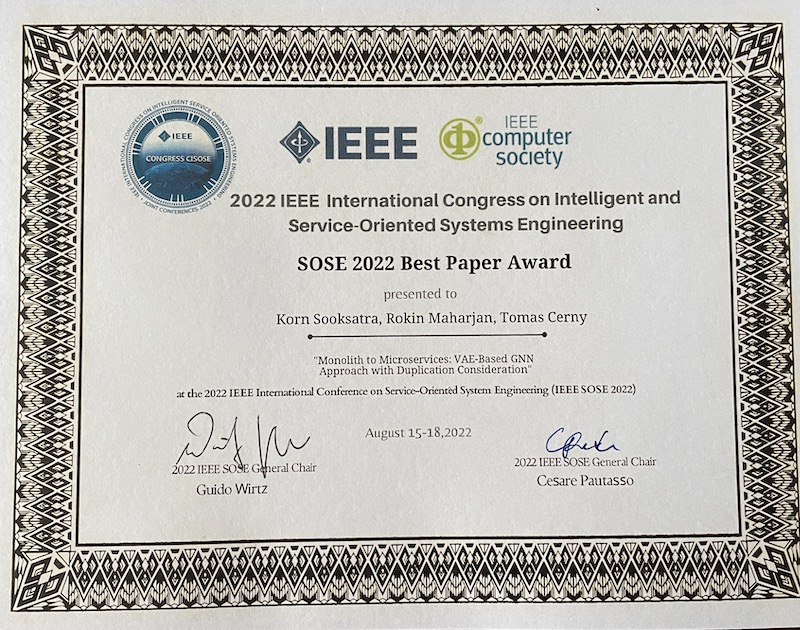 IEEE INTERNATIONAL CONGRESS ON INTELLIGENT SERVICE ORIENTED SYSTEMS ENGINEERING
IEEE
CONGRESS CISOSE
JOINT CONFERENCES 2022
IEEE
IEEE
computer
society
2022 IEEE International Congress on Intelligent and
Service-Oriented Systems Engineering
SOSE 2022 Best Paper Award
presented to
Korn Sooksatra, Rokin Maharjan, Tomas Cerny
"Monolith to Microservices: VAE-Based GNN
Approach with Duplication Consideration"
at the 2022 IEEE International Conference on Service-Oriented System Engineering (IEEE SOSE 2022)
August 15-18,2022
2022 IEEE SOSE General Chair
Guido Wirtz
2022 IEEE SOSE General Chair
Cesare Pautasso